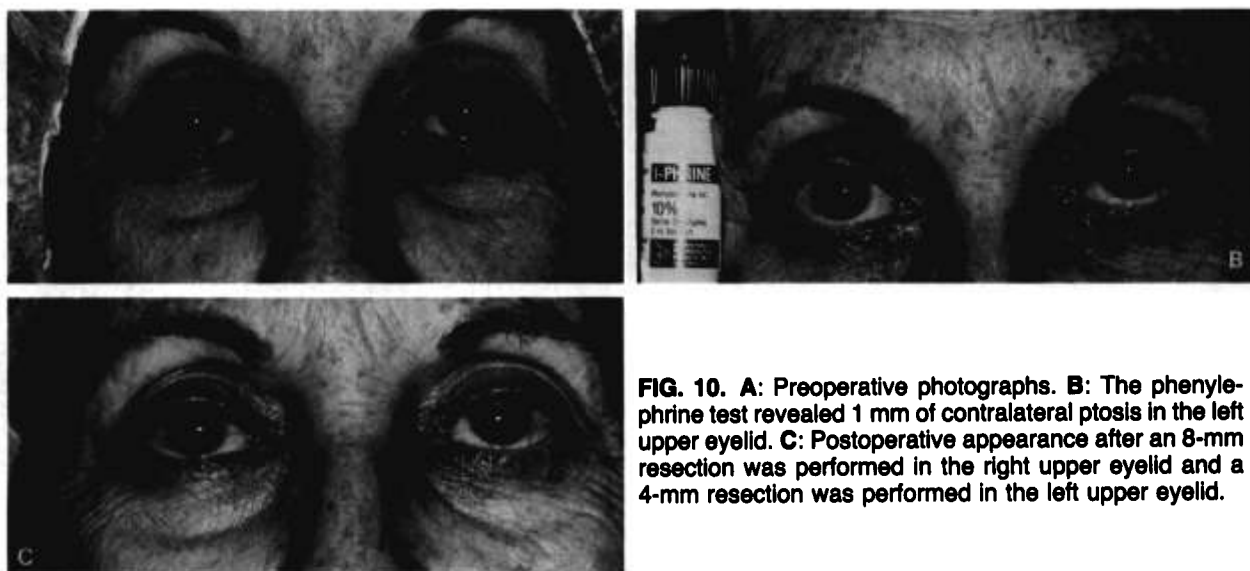 I-PHRINE
10%
B
FIG. 10. A: Preoperative photographs. B: The phenyle-
phrine test revealed 1 mm of contralateral ptosis in the left
upper eyelid. C: Postoperative appearance after an 8-mm
resection was performed in the right upper eyelid and a
4-mm resection was performed in the left upper eyelid.
C